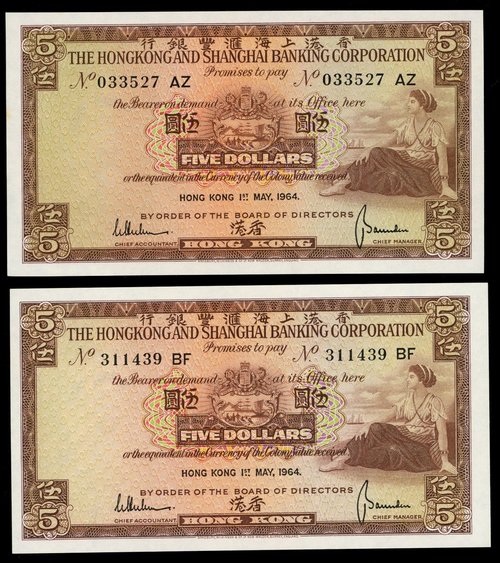 5 行銀豐滙海上港香 5
伍 THE HONGKONG AND SHANGHAI BANKING CORPORATION 伍
Promises to pay
No 033527 AZ No 033527 AZ
the Bearer on demand at its Office here
圓伍 圓伍
FIVE DOLLARS
or the equivalent in the Currency of the Colony value received
HONG KONG 1ST MAY, 1964.
BY ORDER OF THE BOARD OF DIRECTORS
伍 港香 伍
5 CHIEF ACCOUNTANT. HONG KONG CHIEF MANAGER. 5
5 行銀豐滙海上港香 5
伍 THE HONGKONG AND SHANGHAI BANKING CORPORATION 伍
Promises to pay
No 311439 BF No 311439 BF
the Bearer on demand at its Office here
圓伍 圓伍
FIVE DOLLARS
or the equivalent in the Currency of the Colony value received
HONG KONG 1ST MAY, 1964.
BY ORDER OF THE BOARD OF DIRECTORS
伍 港香 伍
5 CHIEF ACCOUNTANT. HONG KONG CHIEF MANAGER. 5